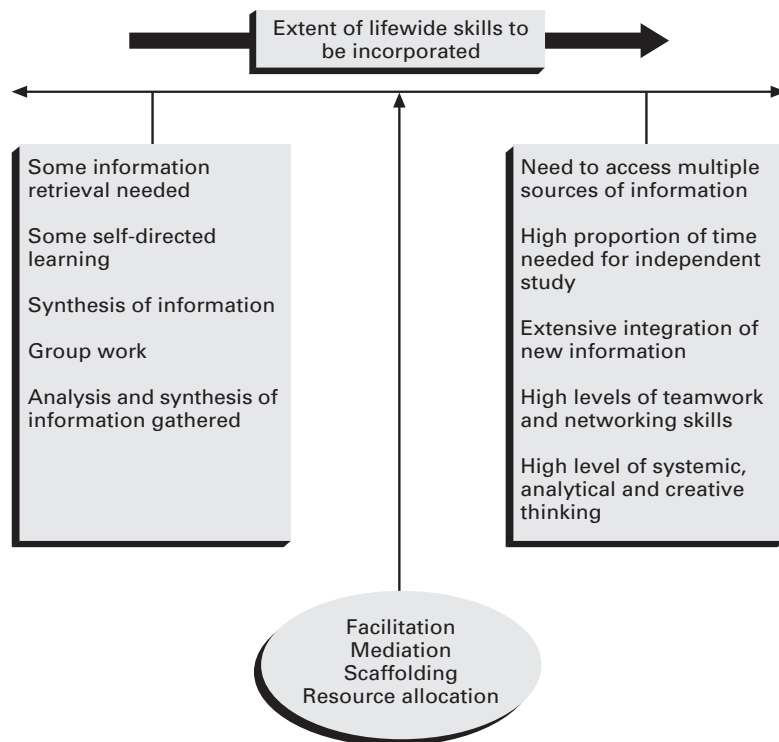 Extent of lifewide skills to
be incorporated
Some information
retrieval needed
Some self-directed
learning
Synthesis of information
Group work
Analysis and synthesis of
information gathered
Need to access multiple
sources of information
High proportion of time
needed for independent
study
Extensive integration of
new information
High levels of teamwork
and networking skills
High level of systemic,
analytical and creative
thinking
Facilitation
Mediation
Scaffolding
Resource allocation